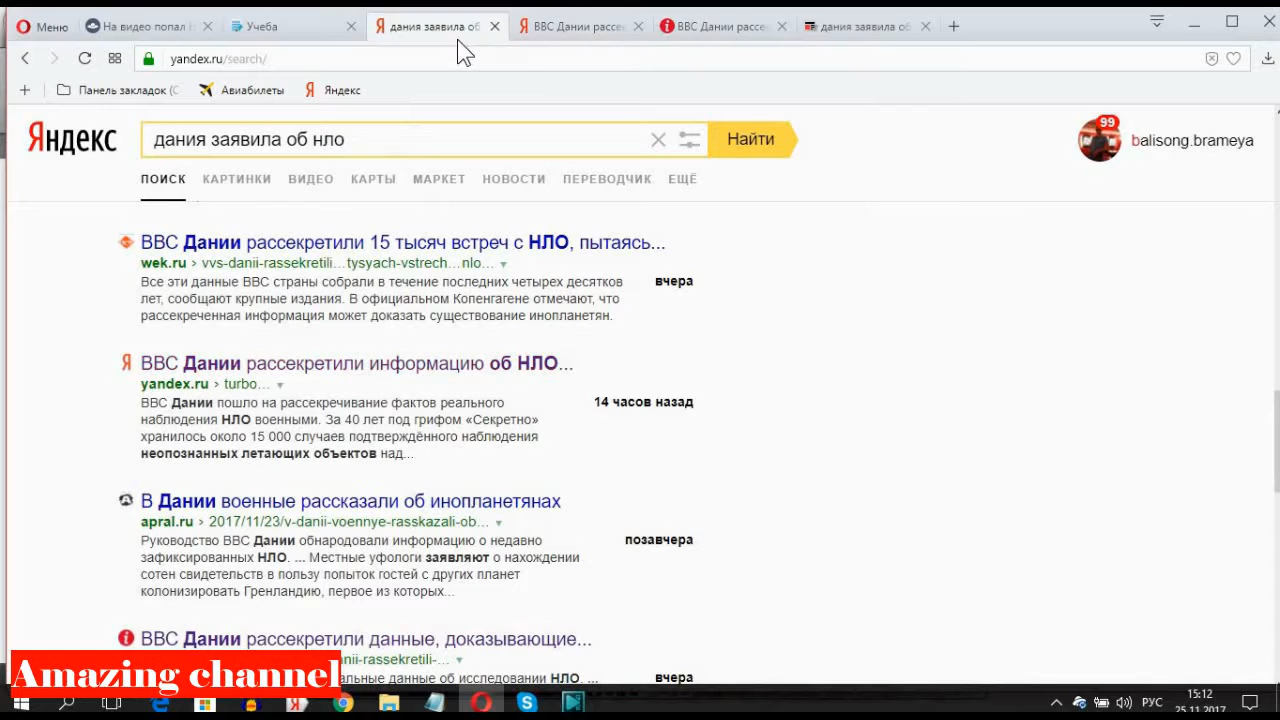 Меню
На видео попал Н
Учеба
дания заявила об
ВВС Дании рассе
ВВС Дании рассе
дания заявила об
yandex.ru/search/
Панель закладок (С
Авиабилеты
Яндекс
Яндекс
дания заявила об нло
Найти
99
balisong.brameya
ПОИСК КАРТИНКИ ВИДЕО КАРТЫ МАРКЕТ НОВОСТИ ПЕРЕВОДЧИК ЕЩЁ
ВВС Дании рассекретили 15 тысяч встреч с НЛО, пытаясь...
wek.ru › vvs-danii-rassekretili…tysyach-vstrech…nlo...
Все эти данные ВВС страны собрали в течение последних четырех десятков
вчера
лет, сообщают крупные издания. В официальном Копенгагене отмечают, что
рассекреченная информация может доказать существование инопланетян.
ВВС Дании рассекретили информацию об НЛО...
yandex.ru › turbo...
ВВС Дании пошло на рассекречивание фактов реального
14 часов назад
наблюдения НЛО военными. За 40 лет под грифом «Секретно»
хранилось около 15 000 случаев подтверждённого наблюдения
неопознанных летающих объектов над...
В Дании военные рассказали об инопланетянах
apral.ru › 2017/11/23/v-danii-voennye-rasskazali-ob...
Руководство ВВС Дании обнародовали информацию о недавно
позавчера
зафиксированных НЛО. ... Местные уфологи заявляют о нахождении
сотен свидетельств в пользу попыток гостей с других планет
колонизировать Гренландию, первое из которых...
ВВС Дании рассекретили данные, доказывающие...
anii-rassekretili-...
альные данные об исследовании НЛО. ...
вчера
Amazing channel
РУС
15:12
25.11.2017